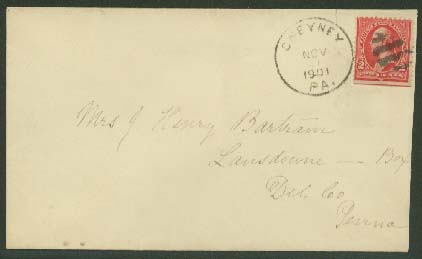 CHEYNEY
NOV
1901
PA.
Mrs J Henry Bartram
Lansdowne — Box
Del. Co
Penna